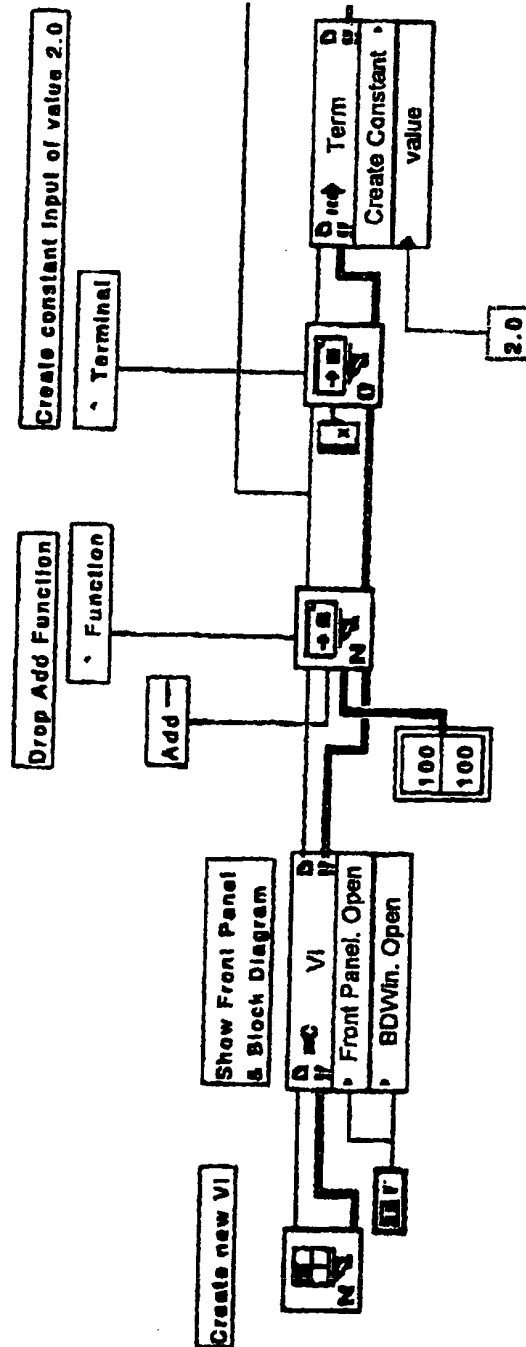 Create new VI
Show Front Panel
& Block Diagram
VI
Front Panel. Open
BDWin. Open
Drop Add Function
Function
Add
N
N
100
100
Create constant input of value 2.0
Terminal
x
Term
Create Constant
value
2.0